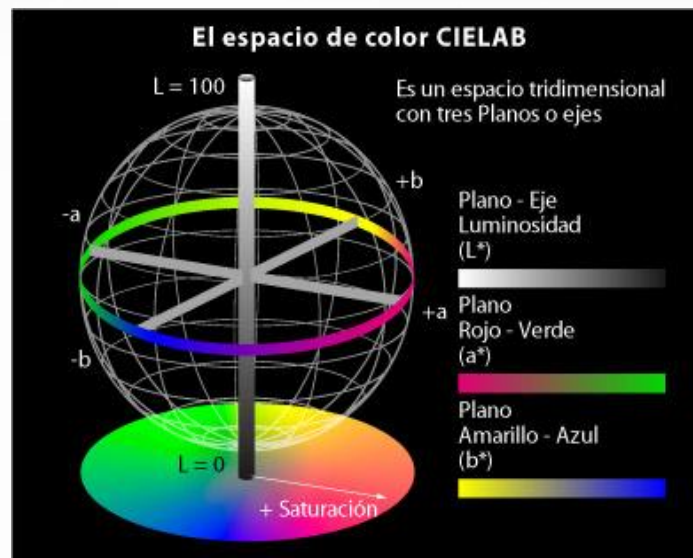 El espacio de color CIELAB
L = 100
Es un espacio tridimensional
con tres Planos o ejes
+b
-a
Plano - Eje
Luminosidad
(L*)
+a
Plano
Rojo - Verde
(a*)
-b
Plano
Amarillo - Azul
(b*)
L = 0
+ Saturación